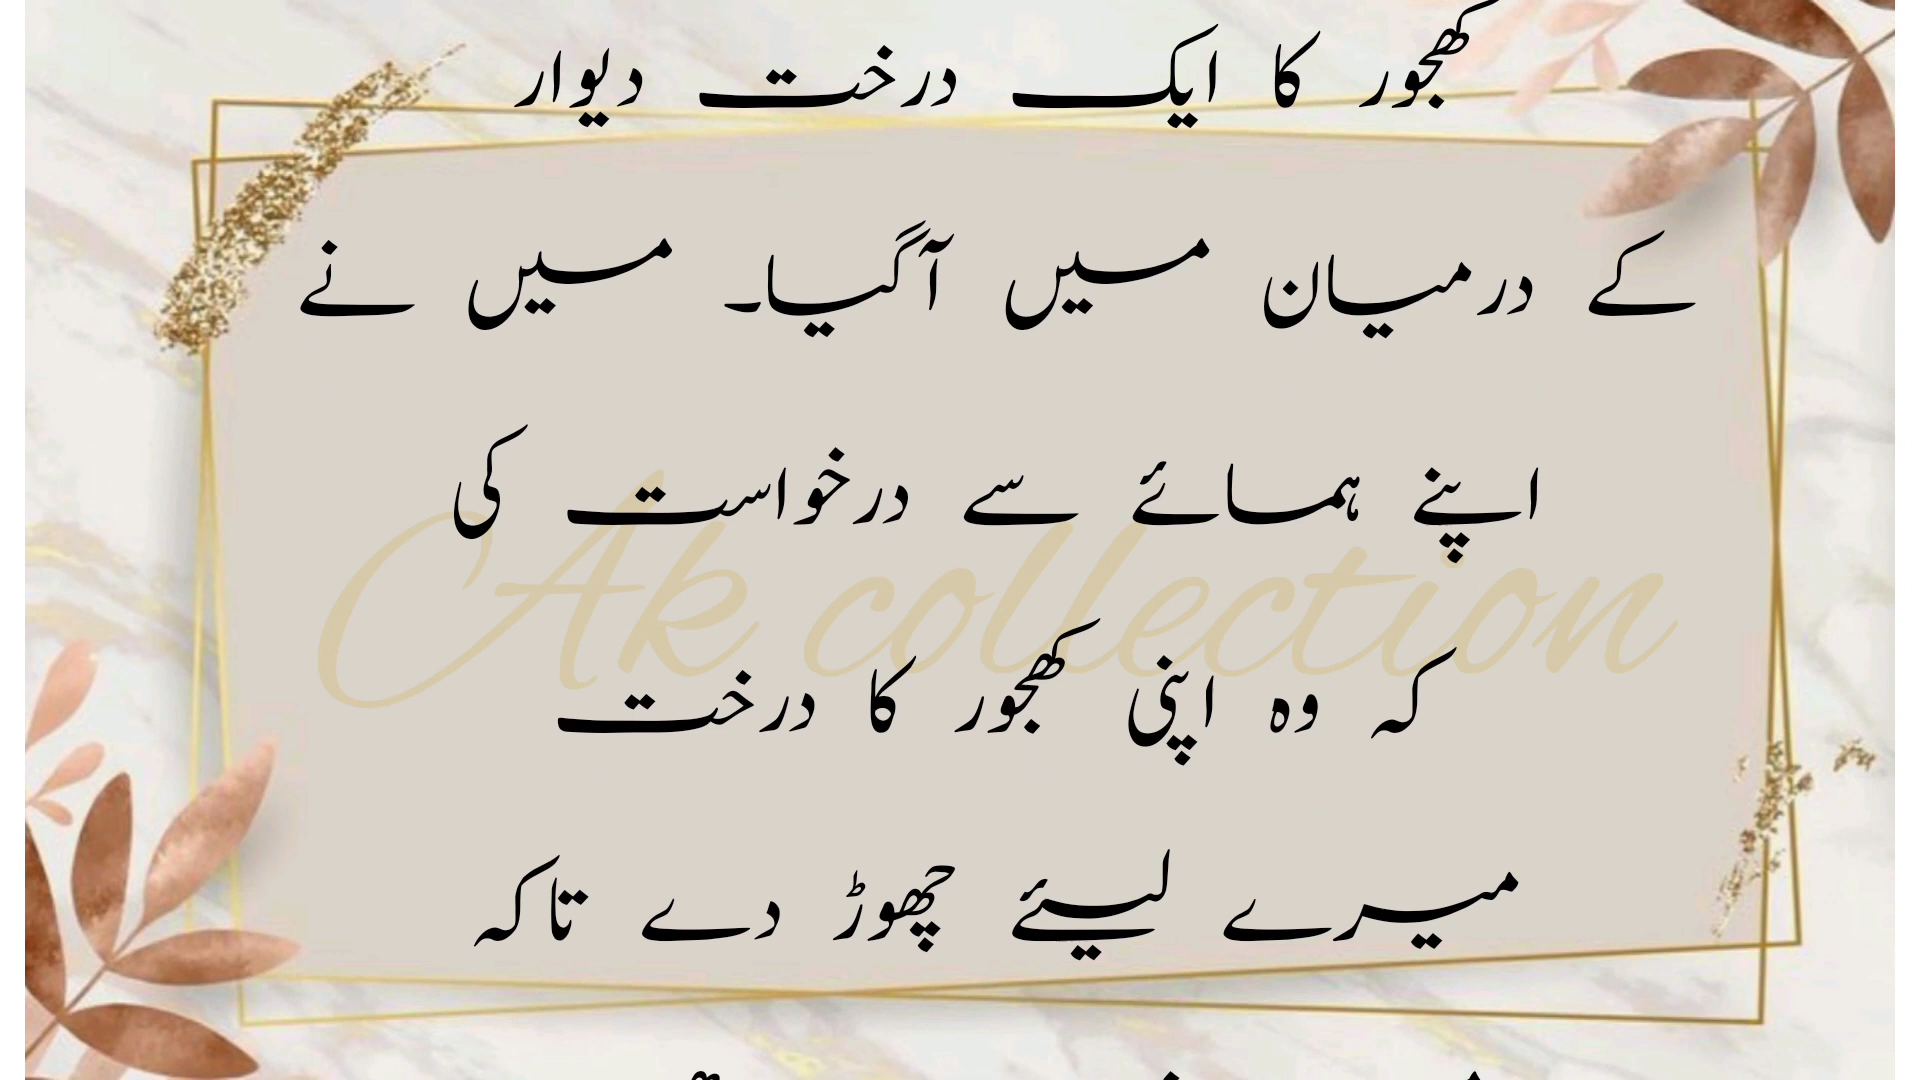 کھجور کا ایک درخت دیوار
کے درمیان میں آگیا۔ میں نے
اپنے ہمائے سے درخواست کی
Ak collection
کہ وہ اپنی کھجور کا درخت
میرے لیئے چھوڑ دے تاکہ